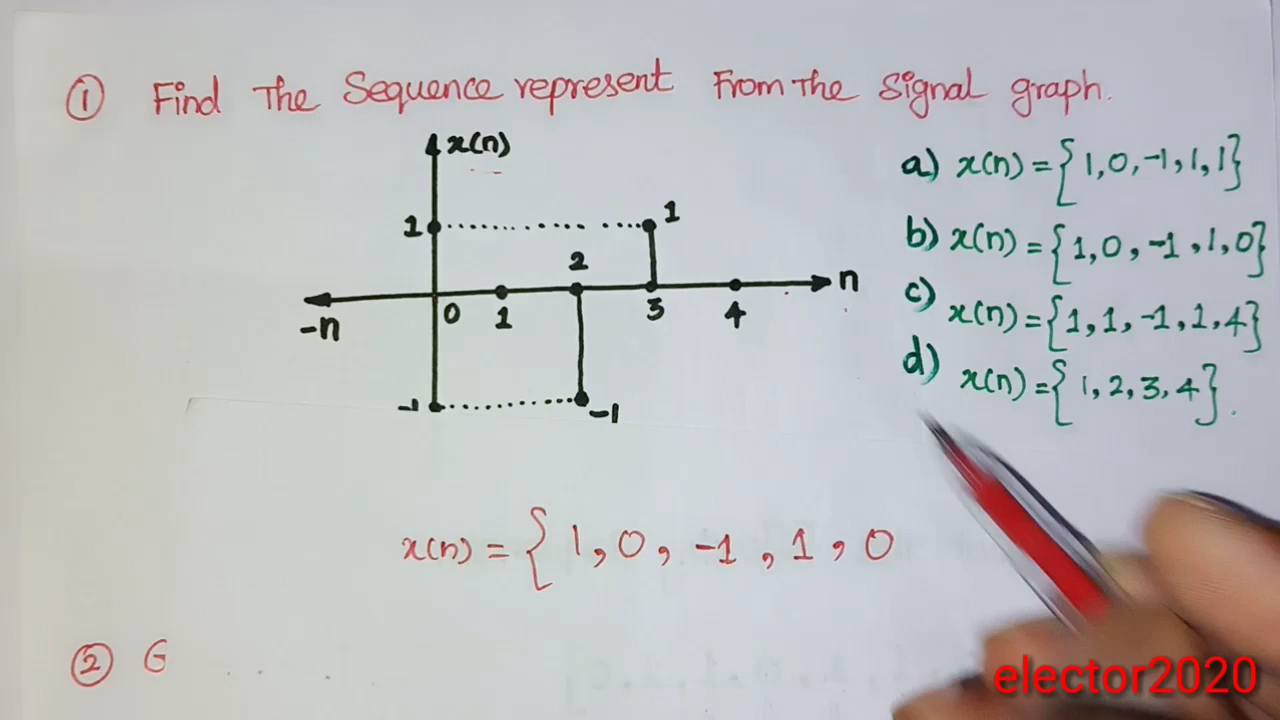 ① Find The Sequence represent From The Signal graph.
x(n)
a) x(n) = {1,0,-1,1,1}
1
1
b) x(n) = {1,0,-1,1,0}
2
n
-n
0
1
3
4
c) x(n) = {1,1,-1,1,4}
d) x(n) = {1,2,3,4}.
-1
-1
x(n) = { 1, 0, -1, 1, 0
② G
elector2020